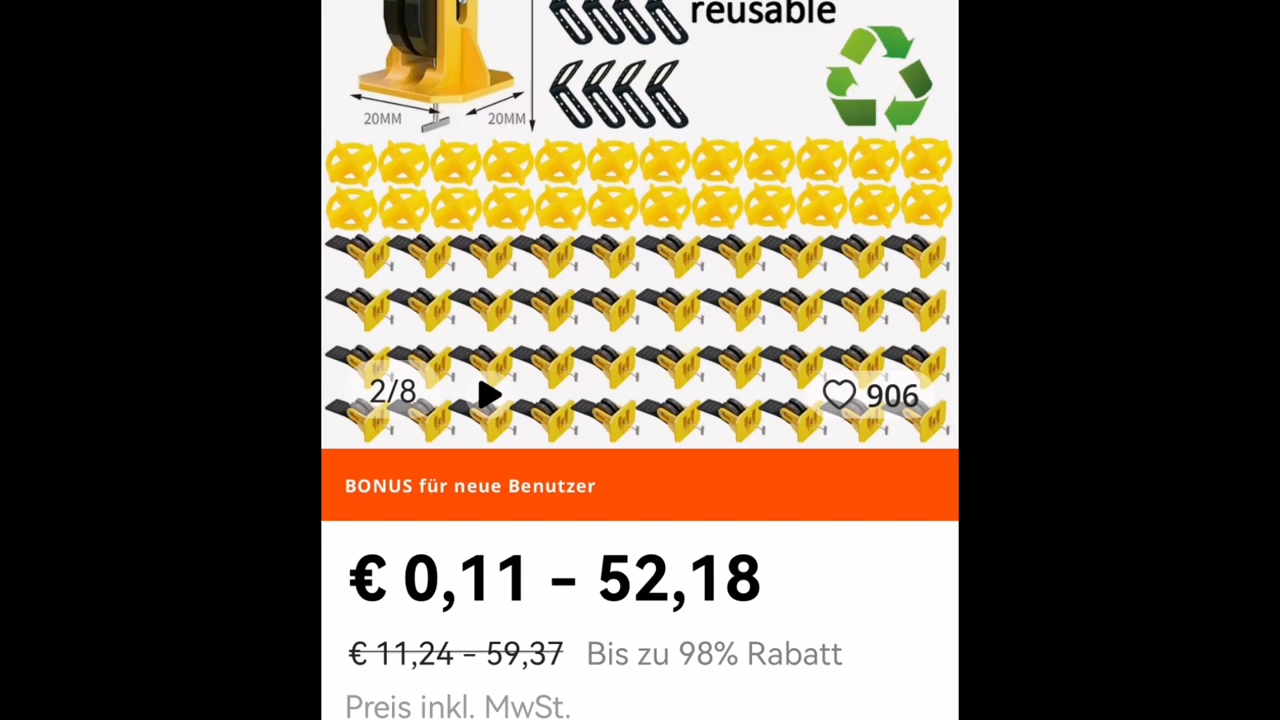 reusable
20MM 20MM
2/8 906
BONUS für neue Benutzer
€ 0,11 - 52,18
€ 11,24 - 59,37 Bis zu 98% Rabatt
Preis inkl. MwSt.